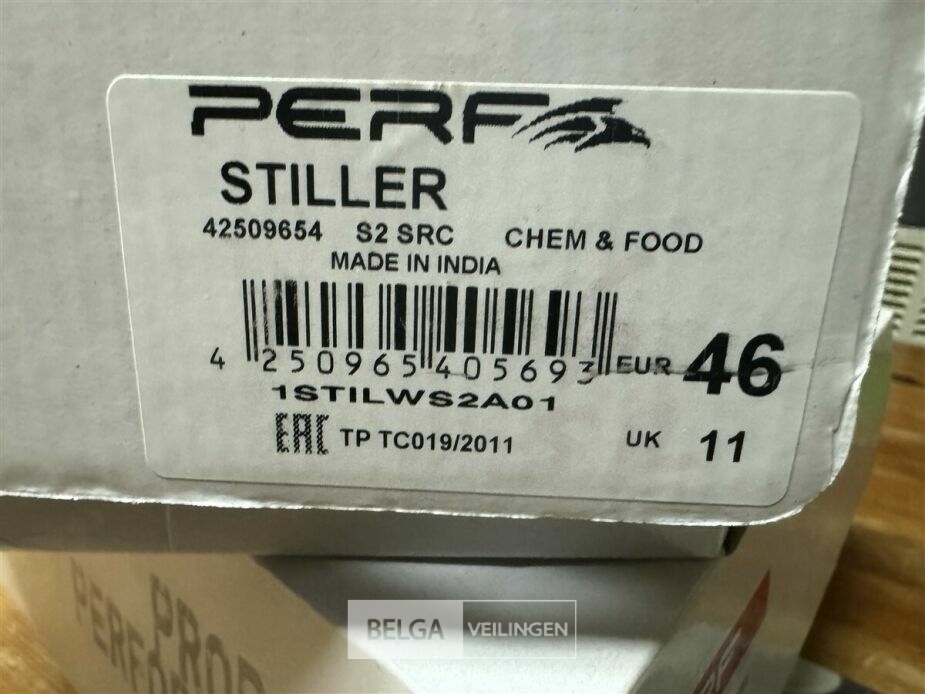 PERF
STILLER
42509654 S2 SRC CHEM & FOOD
MADE IN INDIA
4 250965 405693 EUR 46
1STILWS2A01
EAC TP TC019/2011 UK 11
BELGA VEILINGEN